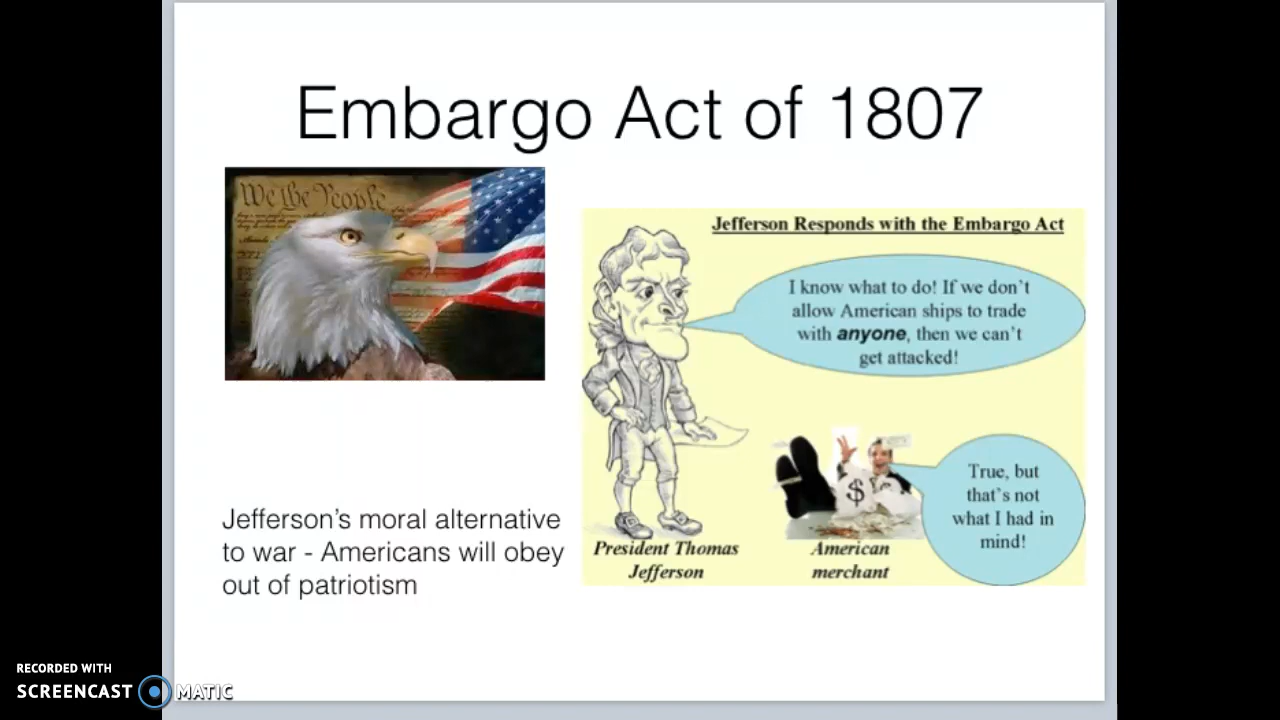 Embargo Act of 1807
We the People
Jefferson Responds with the Embargo Act
I know what to do! If we don't
allow American ships to trade
with anyone, then we can't
get attacked!
True, but
that's not
what I had in
mind!
$
President Thomas
Jefferson
American
merchant
Jefferson's moral alternative
to war - Americans will obey
out of patriotism
RECORDED WITH
SCREENCAST MATIC